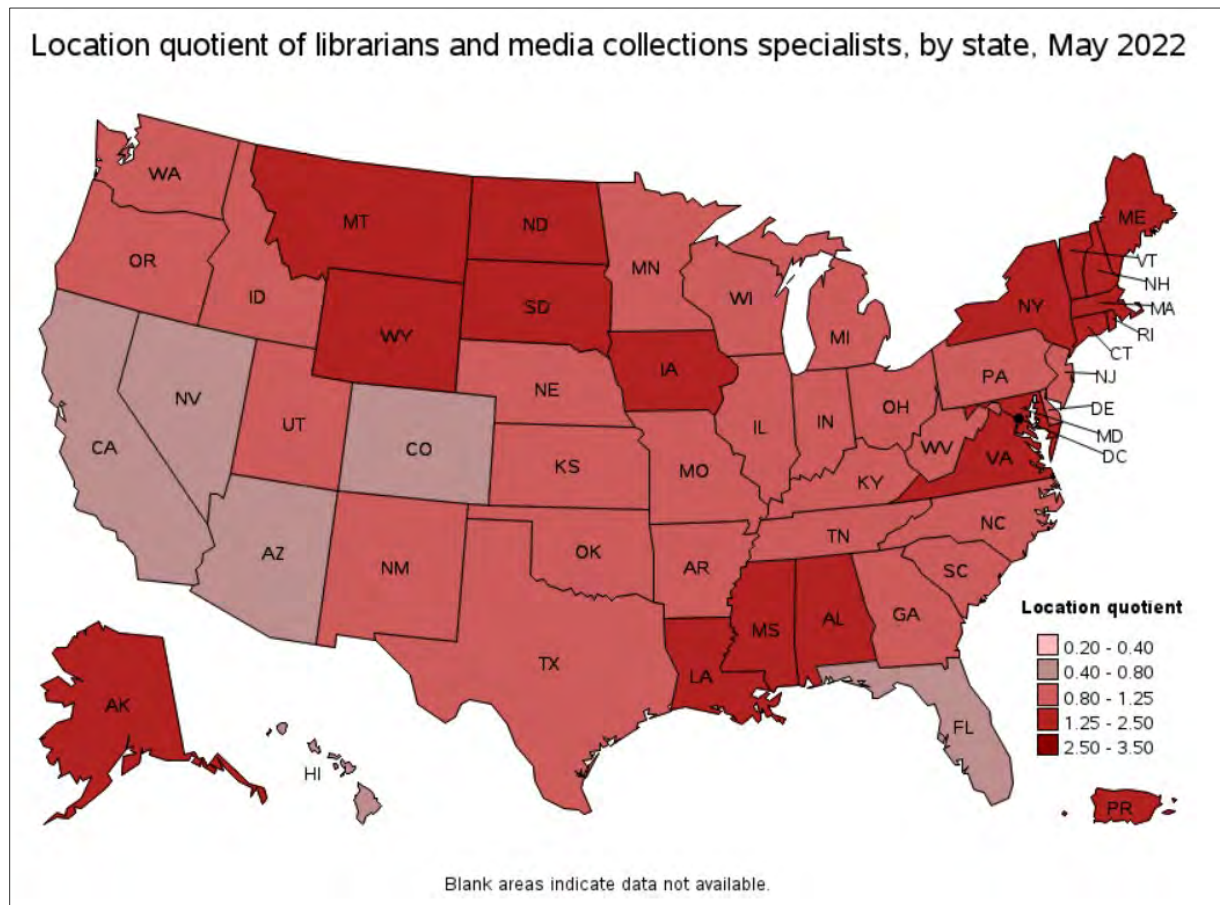 Location quotient of librarians and media collections specialists, by state, May 2022
WA
MT
ND
MN
ME
OR
ID
SD
WI
VT
NH
NY
MA
WY
MI
RI
CT
IA
NE
PA
NJ
NV
OH
DE
UT
IL
IN
CA
CO
WV
MD
VA
DC
KS
MO
KY
NC
TN
AZ
OK
NM
AR
SC
Location quotient
GA
MS
AL
0.20 - 0.40
TX
LA
0.40 - 0.80
0.80 - 1.25
AK
1.25 - 2.50
FL
2.50 - 3.50
HI
PR
Blank areas indicate data not available.